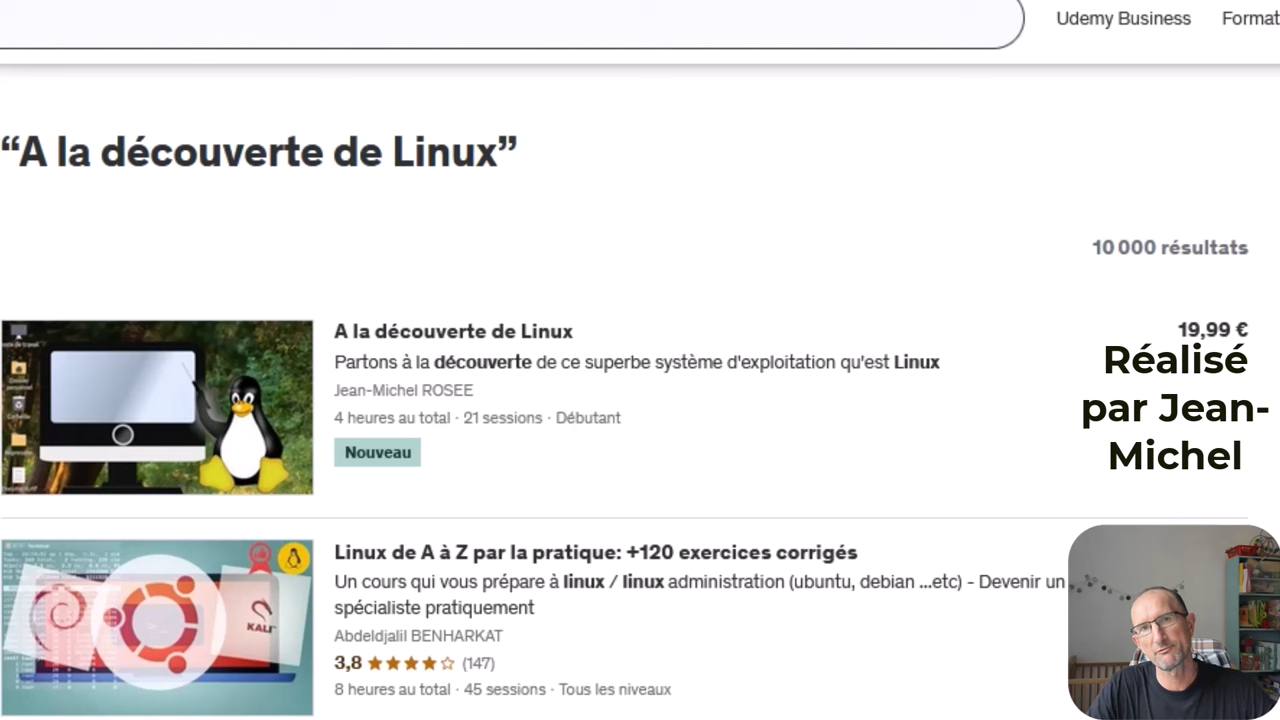 Udemy Business Format
“A la découverte de Linux”
10 000 résultats
A la découverte de Linux
19,99 €
Partons à la découverte de ce superbe système d'exploitation qu'est Linux
Jean-Michel ROSEE
4 heures au total · 21 sessions · Débutant
Nouveau
Réalisé
par Jean-
Michel
Linux de A à Z par la pratique: +120 exercices corrigés
Un cours qui vous prépare à linux / linux administration (ubuntu, debian ...etc) - Devenir un
spécialiste pratiquement
Abdeldjalil BENHARKAT
3,8 (147)
8 heures au total · 45 sessions · Tous les niveaux
KALI